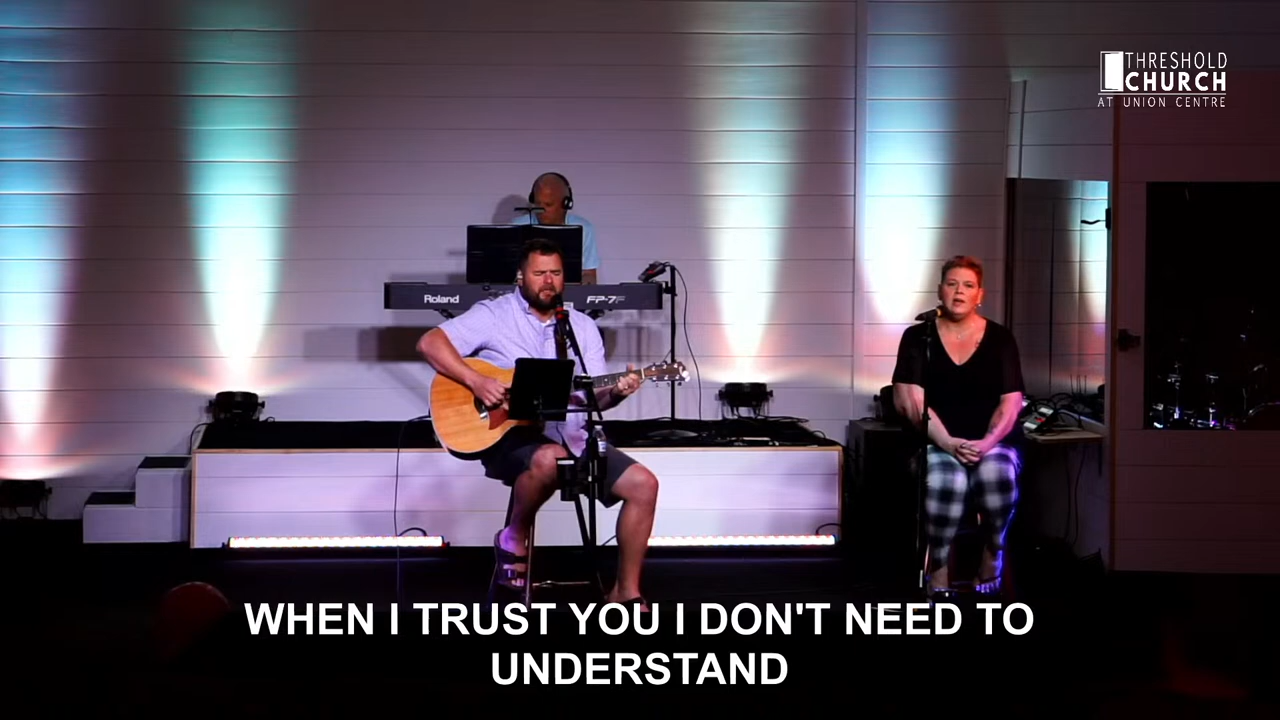 THRESHOLD
CHURCH
AT UNION CENTRE
Roland
FP-7F
WHEN I TRUST YOU I DON'T NEED TO
UNDERSTAND